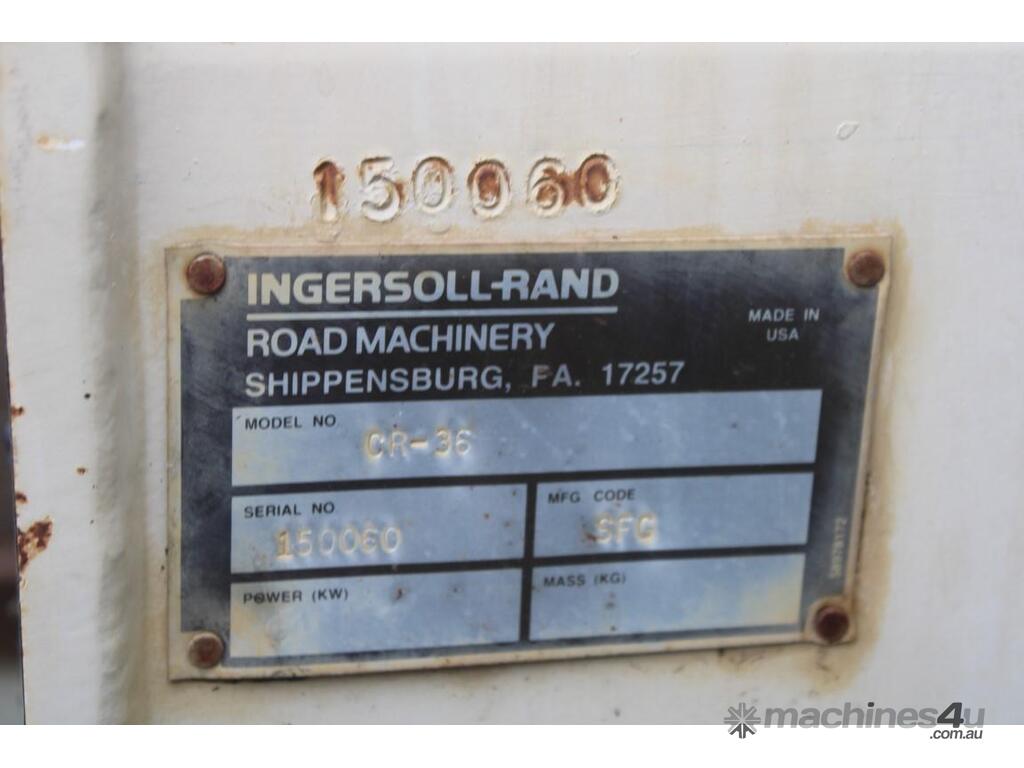 150060
INGERSOLL-RAND
ROAD MACHINERY
SHIPPENSBURG, PA. 17257
MADE IN
USA
MODEL NO
CR-36
SERIAL NO
150060
MFG CODE
SFC
POWER (KW)
MASS (KG)
machines4u
.com.au